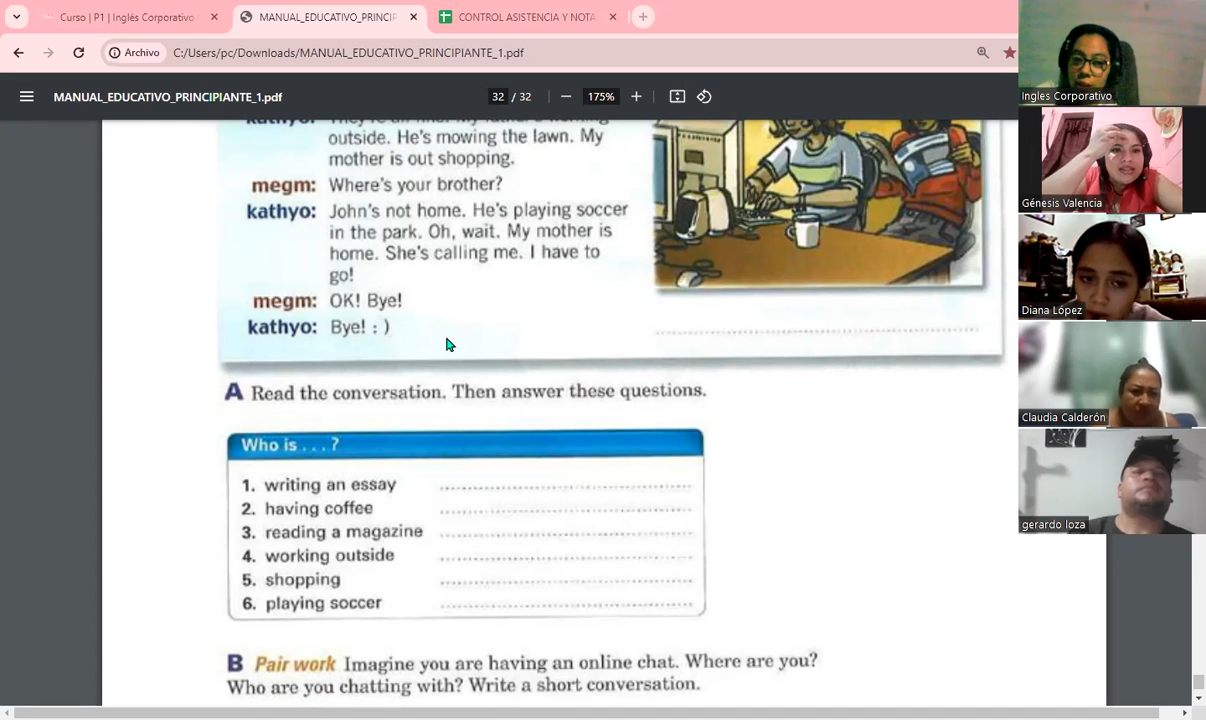 Curso | P1 | Inglés Corporativo
MANUAL_EDUCATIVO_PRINCIP
CONTROL ASISTENCIA Y NOTA
Archivo
C:/Users/pc/Downloads/MANUAL_EDUCATIVO_PRINCIPIANTE_1.pdf
MANUAL_EDUCATIVO_PRINCIPIANTE_1.pdf
32 / 32
175%
outside. He's mowing the lawn. My
mother is out shopping.
megm: Where's your brother?
kathyo: John's not home. He's playing soccer
in the park. Oh, wait. My mother is
home. She's calling me. I have to
go!
megm: OK! Bye!
kathyo: Bye! : )
A Read the conversation. Then answer these questions.
Who is . . . ?
1. writing an essay
2. having coffee
3. reading a magazine
4. working outside
5. shopping
6. playing soccer
B Pair work Imagine you are having an online chat. Where are you?
Who are you chatting with? Write a short conversation.
Ingles Corporativo
Génesis Valencia
Diana López
Claudia Calderón
gerardo loza